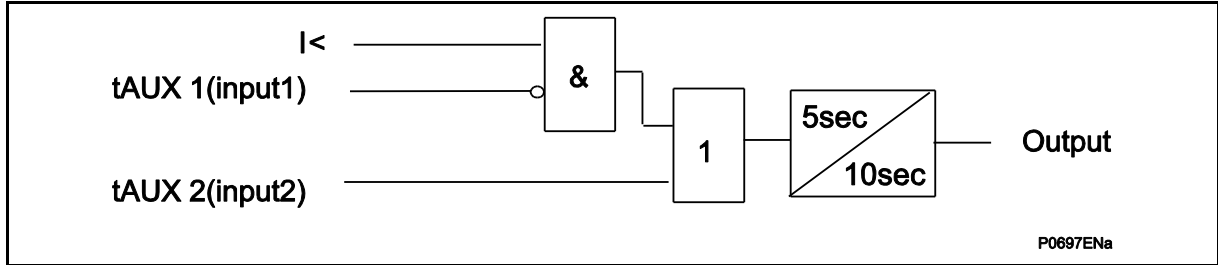 I<
&
tAUX 1(input1)
1
5sec
10sec
Output
tAUX 2(input2)
P0697ENa